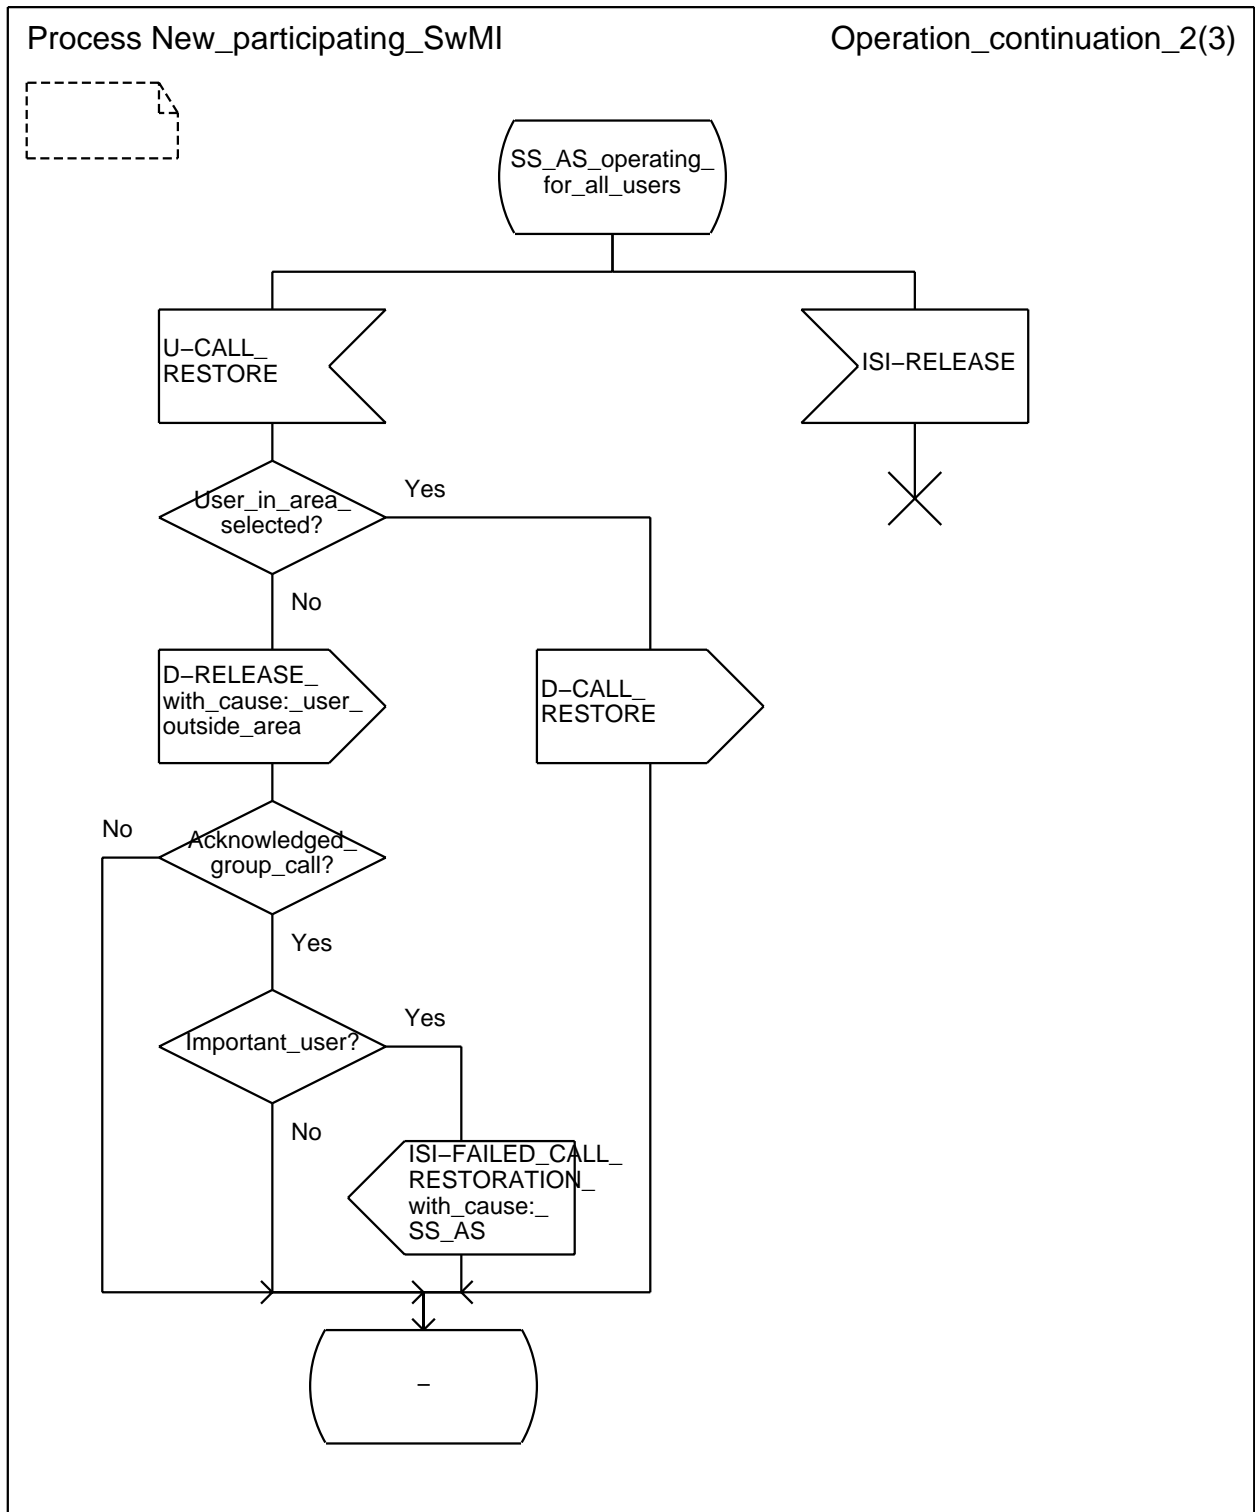 Process New_participating_SwMI
Operation_continuation_2(3)
SS_AS_operating_
for_all_users
U−CALL_
RESTORE
ISI−RELEASE
User_in_area_
selected?
Yes
No
D−RELEASE_
with_cause:_user_
outside_area
D−CALL_
RESTORE
No
Acknowledged_
group_call?
Yes
Important_user?
Yes
No
ISI−FAILED_CALL_
RESTORATION_
with_cause:_
SS_AS
−